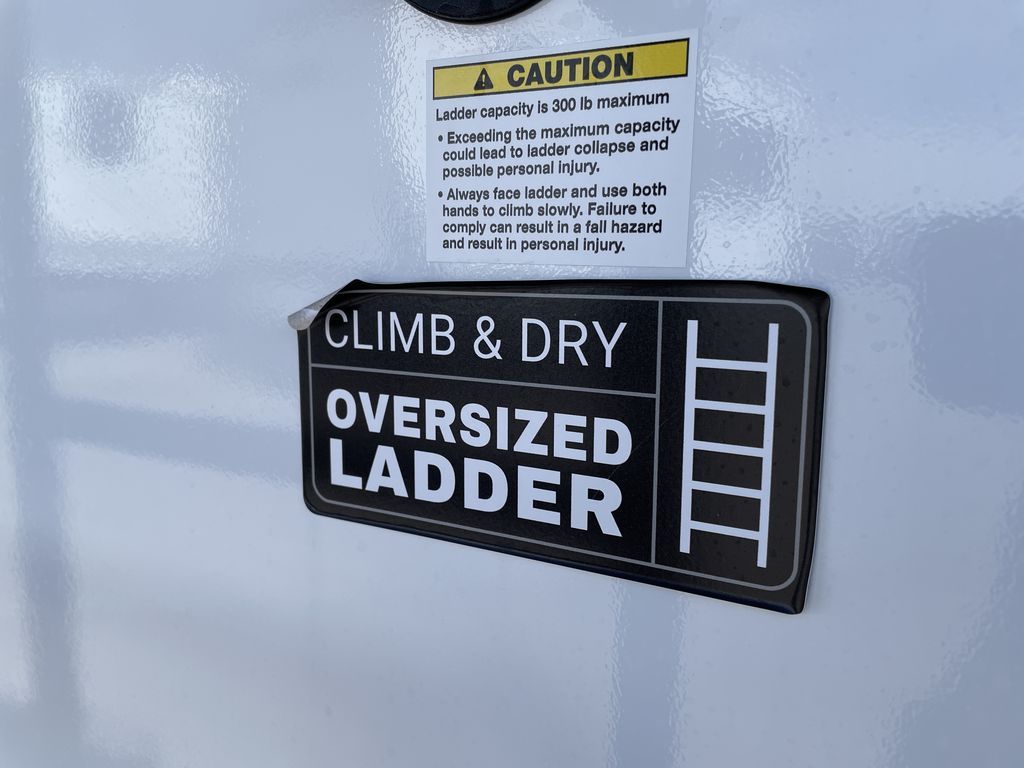 CAUTION
Ladder capacity is 300 lb maximum
• Exceeding the maximum capacity
could lead to ladder collapse and
possible personal injury.
• Always face ladder and use both
hands to climb slowly. Failure to
comply can result in a fall hazard
and result in personal injury.
CLIMB & DRY
OVERSIZED
LADDER